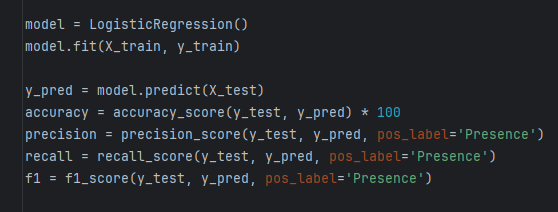 model = LogisticRegression()
model.fit(X_train, y_train)
y_pred = model.predict(X_test)
accuracy = accuracy_score(y_test, y_pred) * 100
precision = precision_score(y_test, y_pred, pos_label='Presence')
recall = recall_score(y_test, y_pred, pos_label='Presence')
f1 = f1_score(y_test, y_pred, pos_label='Presence')